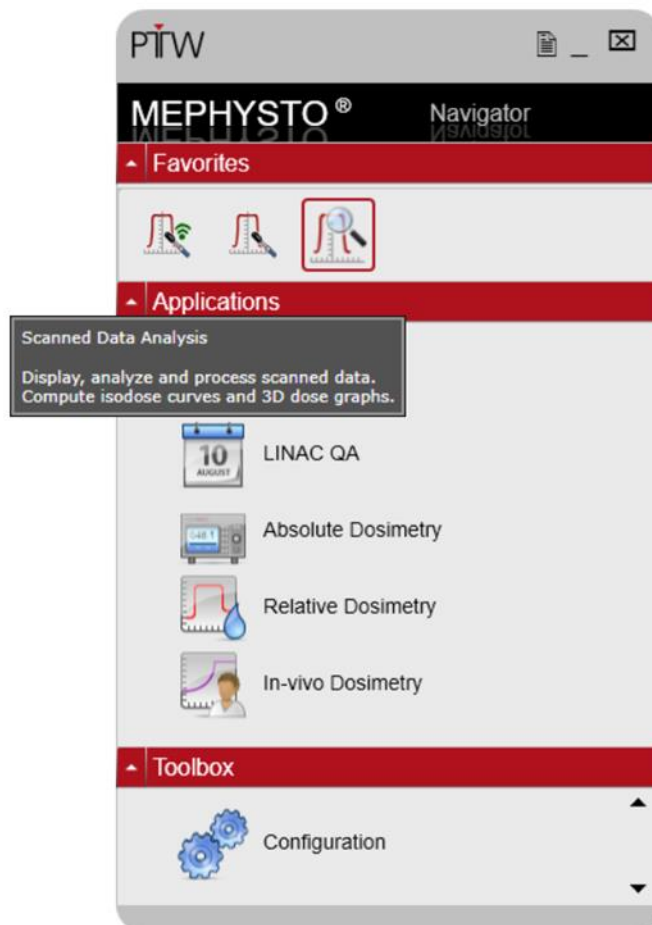 PTW
MEPHYSTO® Navigator
Favorites
Applications
Scanned Data Analysis
Display, analyze and process scanned data.
Compute isodose curves and 3D dose graphs.
10
AUGUST
LINAC QA
Absolute Dosimetry
Relative Dosimetry
In-vivo Dosimetry
Toolbox
Configuration